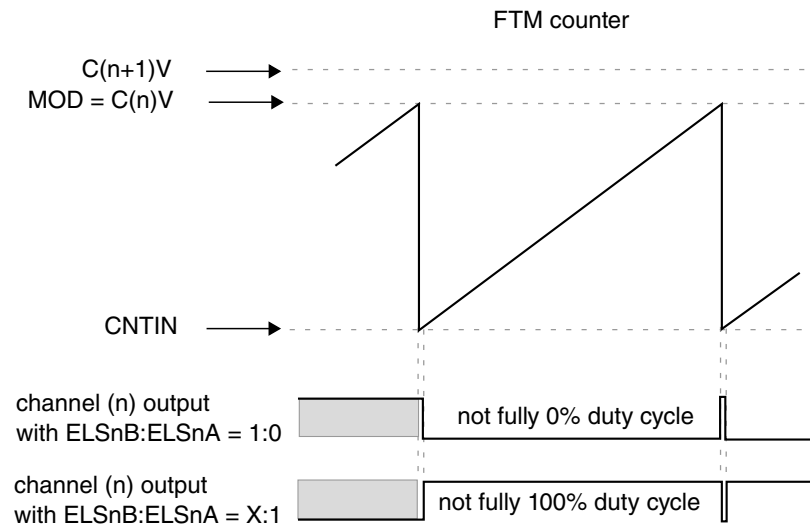 FTM counter
C(n+1)V
MOD = C(n)V
CNTIN
channel (n) output
with ELSnB:ELSnA = 1:0
not fully 0% duty cycle
channel (n) output
with ELSnB:ELSnA = X:1
not fully 100% duty cycle